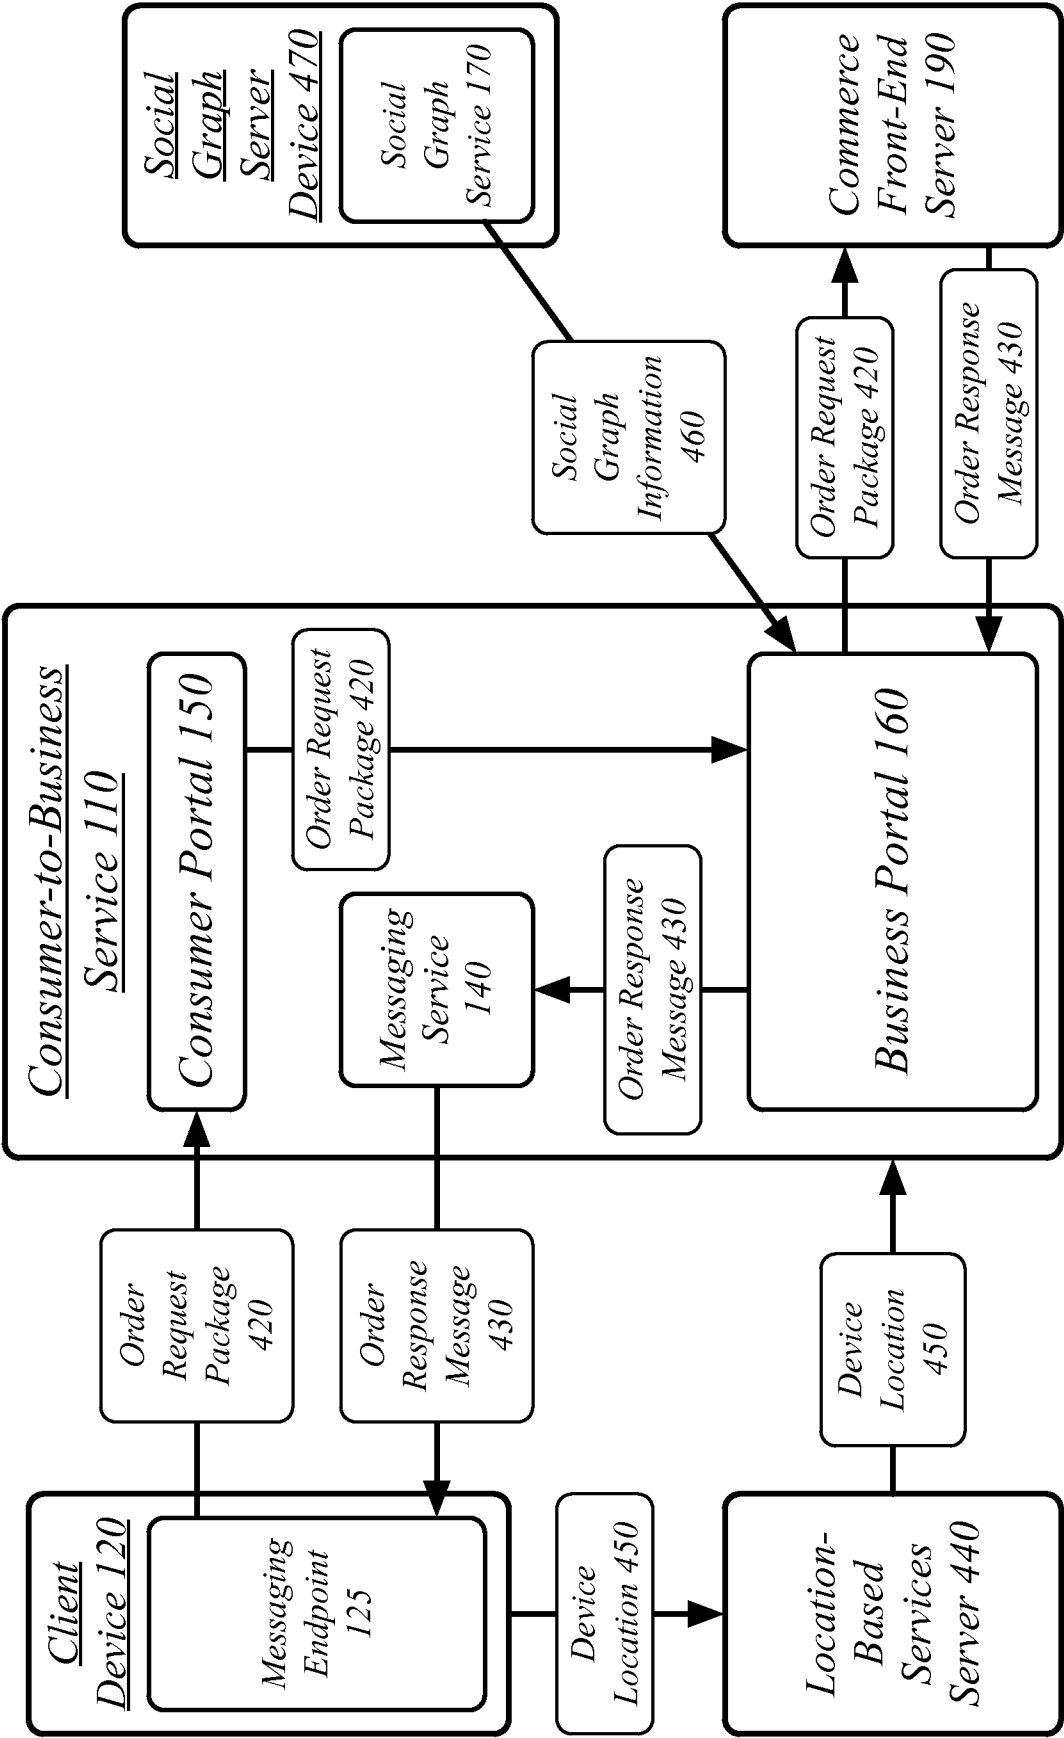 Client
Device 120
Messaging
Endpoint
125
Order
Request
Package
420
Order
Response
Message
430
Device
Location 450
Location-
Based
Services
Server 440
Device
Location
450
Consumer-to-Business
Service 110
Consumer Portal 150
Order Request
Package 420
Messaging
Service
140
Order Response
Message 430
Business Portal 160
Social
Graph
Server
Device 470
Social
Graph
Service 170
Social
Graph
Information
460
Order Request
Package 420
Order Response
Message 430
Commerce
Front-End
Server 190